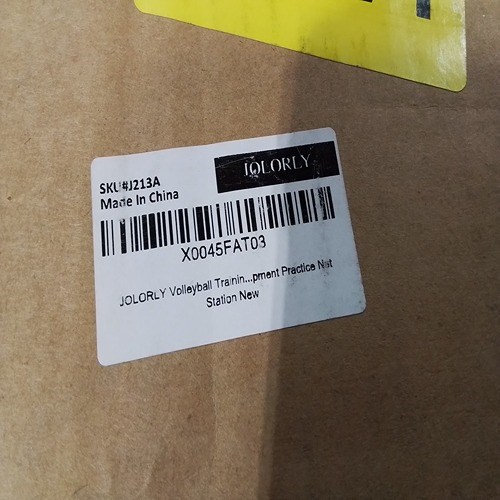 SKU#J213A
Made In China
JOLORLY
X0045FAT03
JOLORLY Volleyball Trainin...pment Practice Net
Station New